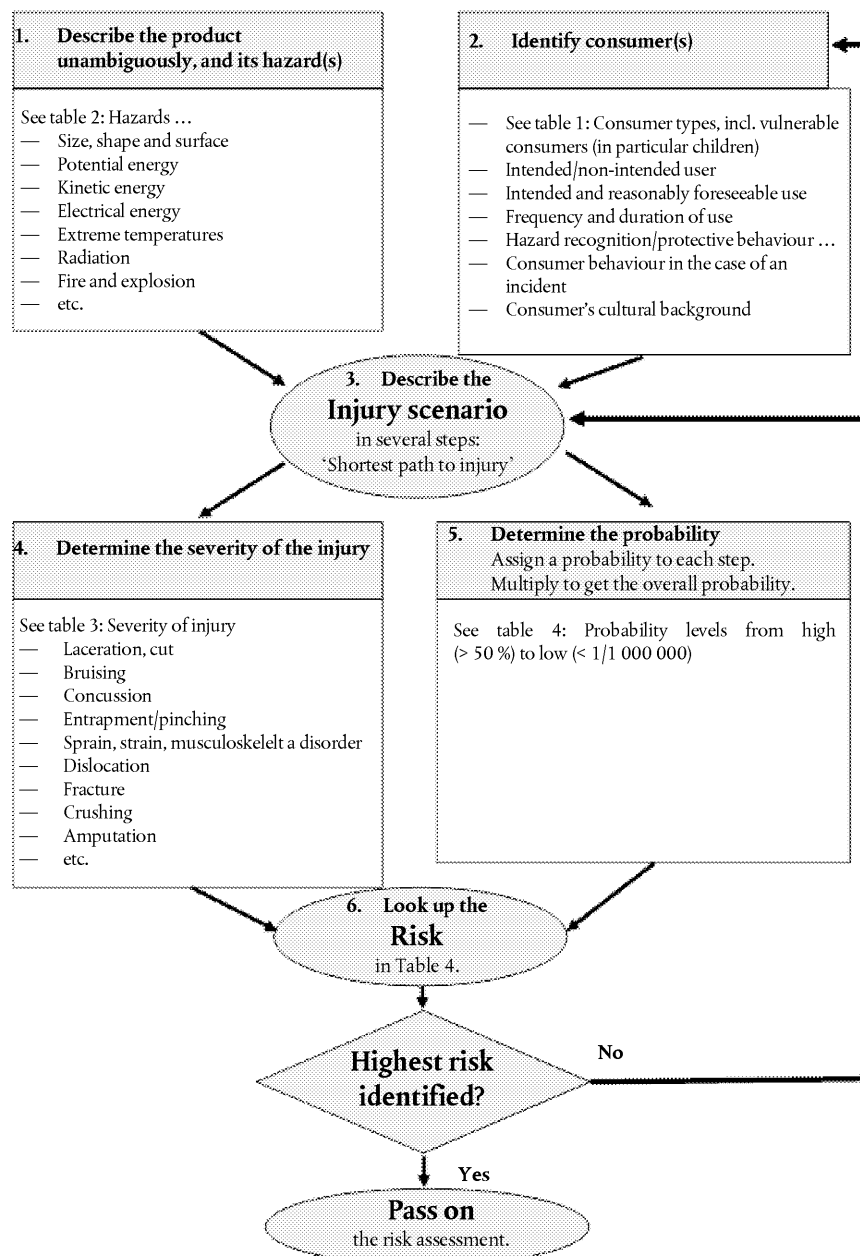 1. Describe the product
unambiguously, and its hazard(s)
See table 2: Hazards …
— Size, shape and surface
— Potential energy
— Kinetic energy
— Electrical energy
— Extreme temperatures
— Radiation
— Fire and explosion
— etc.
2. Identify consumer(s)
— See table 1: Consumer types, incl. vulnerable
consumers (in particular children)
— Intended/non-intended user
— Intended and reasonably foreseeable use
— Frequency and duration of use
— Hazard recognition/protective behaviour …
— Consumer behaviour in the case of an
incident
— Consumer’s cultural background
3. Describe the
Injury scenario
in several steps:
‘Shortest path to injury’
4. Determine the severity of the injury
See table 3: Severity of injury
— Laceration, cut
— Bruising
— Concussion
— Entrapment/pinching
— Sprain, strain, musculoskelelt a disorder
— Dislocation
— Fracture
— Crushing
— Amputation
— etc.
5. Determine the probability
Assign a probability to each step.
Multiply to get the overall probability.
See table 4: Probability levels from high
(> 50 %) to low (< 1/1 000 000)
6. Look up the
Risk
in Table 4.
Highest risk
identified?
No
Yes
Pass on
the risk assessment.